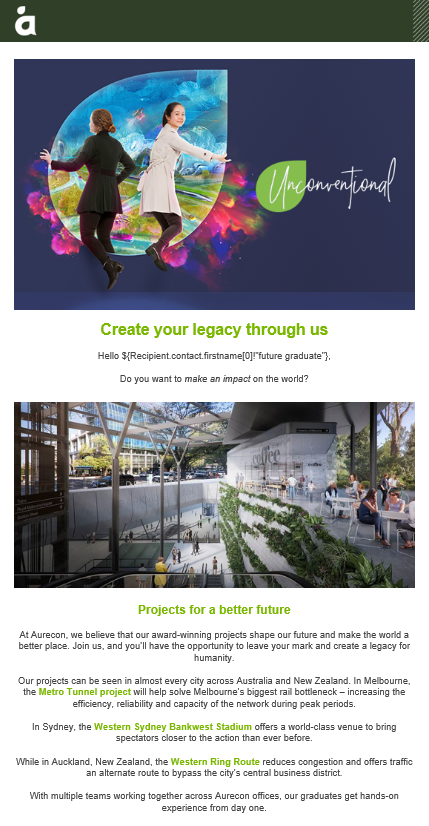 a
Unconventional
Create your legacy through us
Hello ${Recipient.contact.firstname[0]!"future graduate"},
Do you want to make an impact on the world?
coffee
coffee
Projects for a better future
At Aurecon, we believe that our award-winning projects shape our future and make the world a
better place. Join us, and you'll have the opportunity to leave your mark and create a legacy for
humanity.
Our projects can be seen in almost every city across Australia and New Zealand. In Melbourne,
the Metro Tunnel project will help solve Melbourne's biggest rail bottleneck – increasing the
efficiency, reliability and capacity of the network during peak periods.
In Sydney, the Western Sydney Bankwest Stadium offers a world-class venue to bring
spectators closer to the action than ever before.
While in Auckland, New Zealand, the Western Ring Route reduces congestion and offers traffic
an alternate route to bypass the city's central business district.
With multiple teams working together across Aurecon offices, our graduates get hands-on
experience from day one.